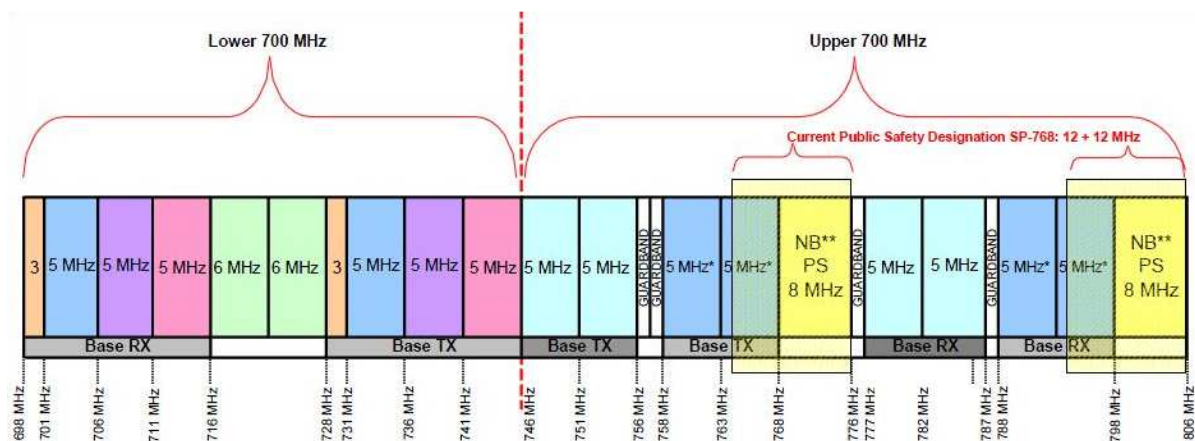 Lower 700 MHz
Upper 700 MHz
Current Public Safety Designation SP-768: 12 + 12 MHz
3
5 MHz
5 MHz
5 MHz
6 MHz
6 MHz
3
5 MHz
5 MHz
5 MHz
5 MHz
5 MHz
GUARDBAND
GUARDBAND
5 MHz*
5 MHz*
NB**
PS
8 MHz
GUARDBAND
5 MHz
5 MHz
GUARDBAND
5 MHz*
5 MHz*
NB**
PS
8 MHz
Base RX
Base TX
Base TX
Base TX
Base RX
Base RX
698 MHz
701 MHz
706 MHz
711 MHz
716 MHz
728 MHz
731 MHz
736 MHz
741 MHz
746 MHz
751 MHz
756 MHz
758 MHz
763 MHz
768 MHz
776 MHz
777 MHz
782 MHz
787 MHz
788 MHz
798 MHz
806 MHz